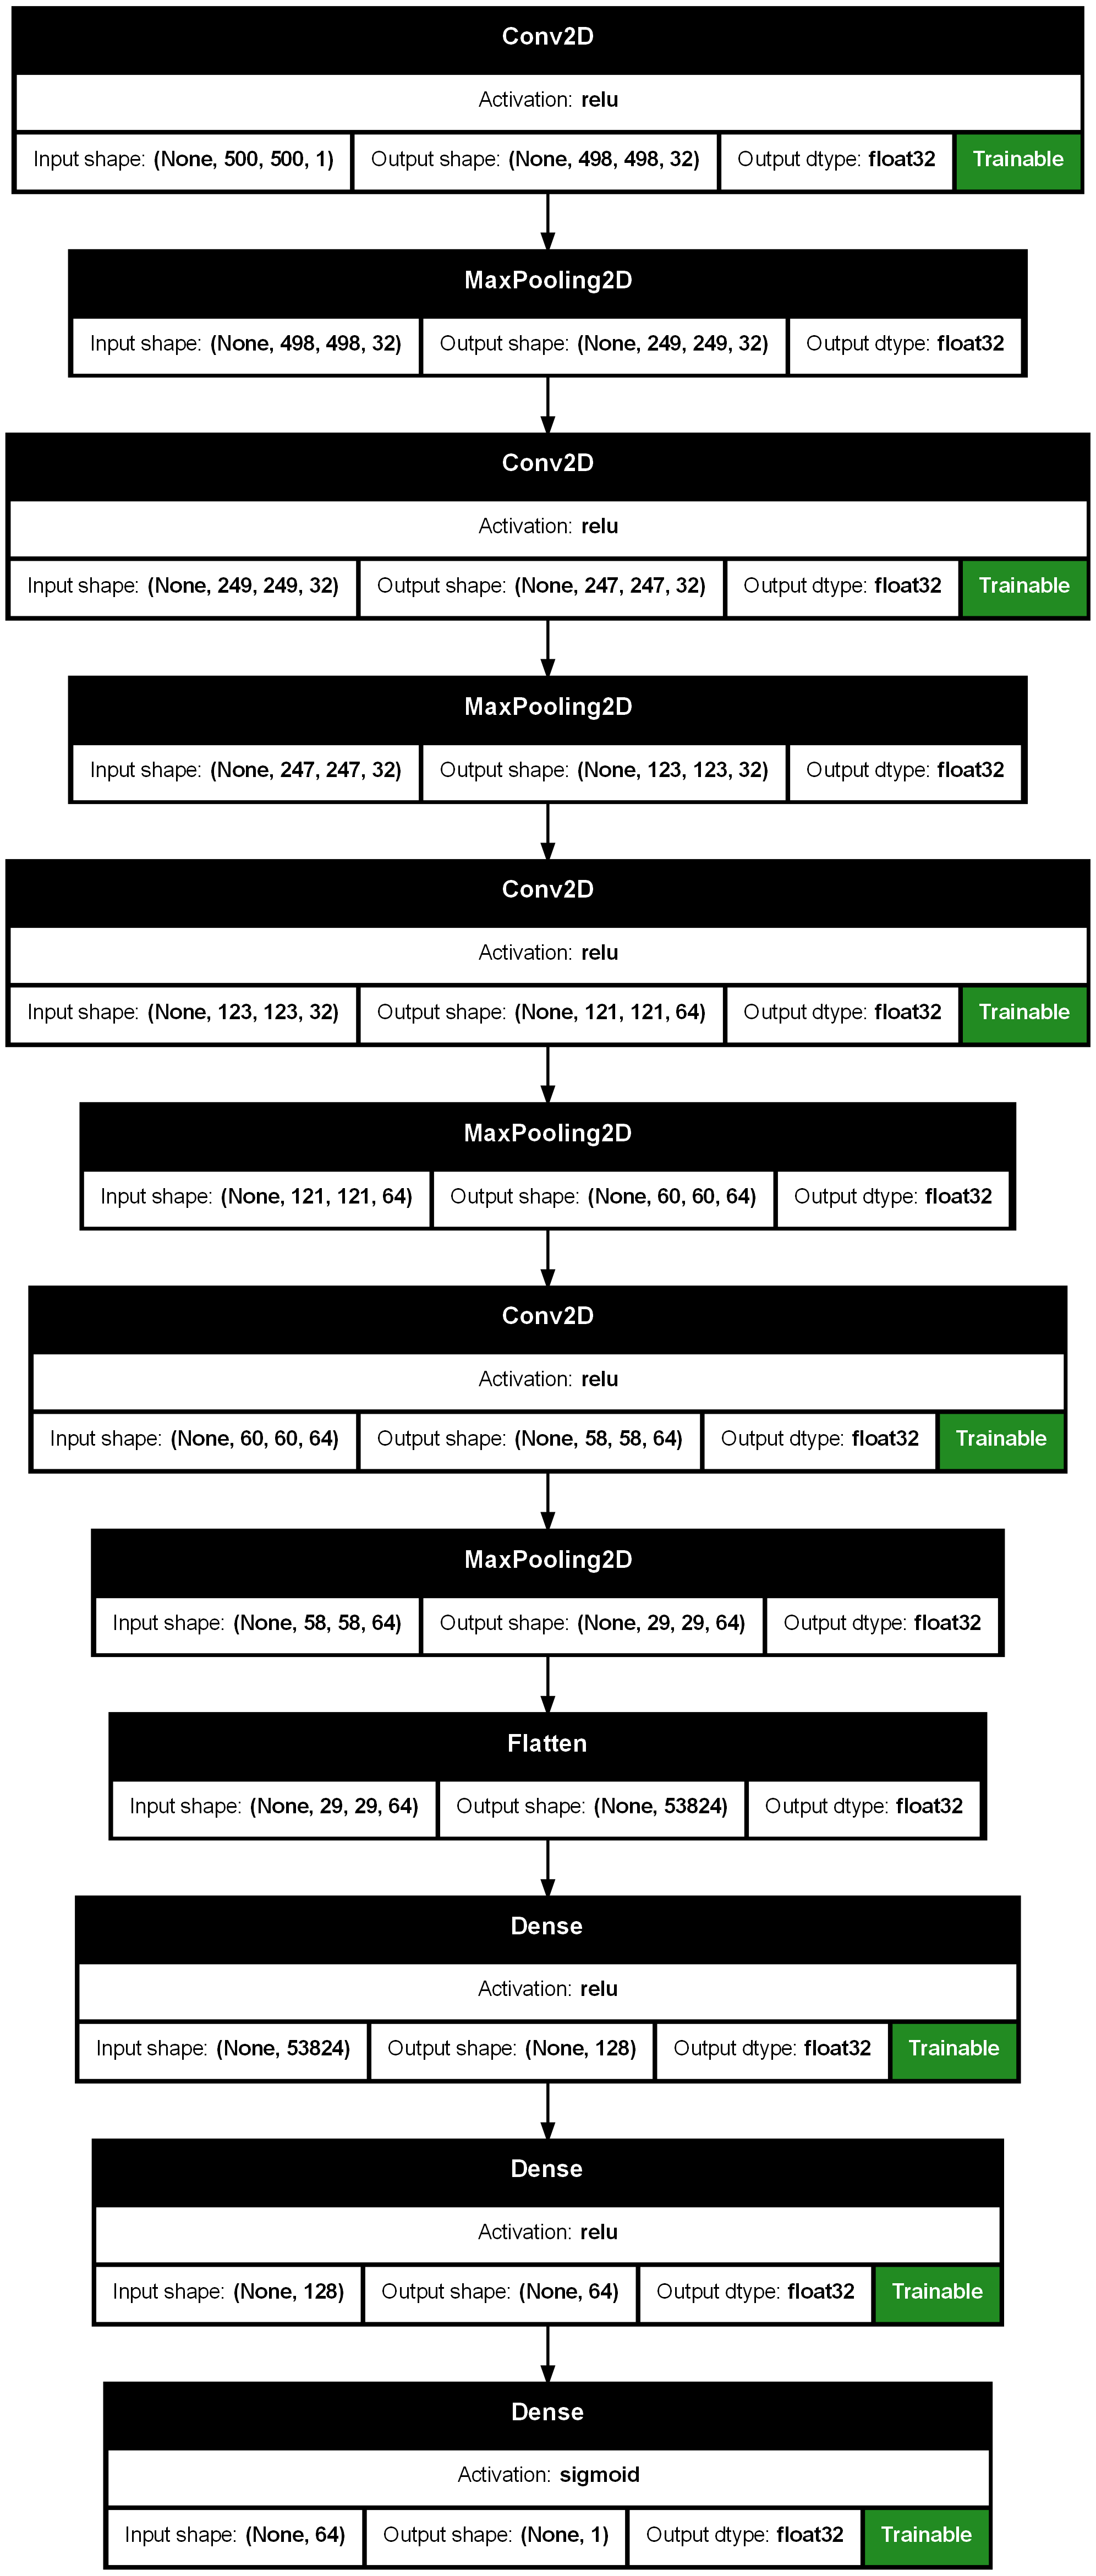 Conv2D
Activation: relu
Input shape: (None, 500, 500, 1) Output shape: (None, 498, 498, 32) Output dtype: float32 Trainable
MaxPooling2D
Input shape: (None, 498, 498, 32) Output shape: (None, 249, 249, 32) Output dtype: float32
Conv2D
Activation: relu
Input shape: (None, 249, 249, 32) Output shape: (None, 247, 247, 32) Output dtype: float32 Trainable
MaxPooling2D
Input shape: (None, 247, 247, 32) Output shape: (None, 123, 123, 32) Output dtype: float32
Conv2D
Activation: relu
Input shape: (None, 123, 123, 32) Output shape: (None, 121, 121, 64) Output dtype: float32 Trainable
MaxPooling2D
Input shape: (None, 121, 121, 64) Output shape: (None, 60, 60, 64) Output dtype: float32
Conv2D
Activation: relu
Input shape: (None, 60, 60, 64) Output shape: (None, 58, 58, 64) Output dtype: float32 Trainable
MaxPooling2D
Input shape: (None, 58, 58, 64) Output shape: (None, 29, 29, 64) Output dtype: float32
Flatten
Input shape: (None, 29, 29, 64) Output shape: (None, 53824) Output dtype: float32
Dense
Activation: relu
Input shape: (None, 53824) Output shape: (None, 128) Output dtype: float32 Trainable
Dense
Activation: relu
Input shape: (None, 128) Output shape: (None, 64) Output dtype: float32 Trainable
Dense
Activation: sigmoid
Input shape: (None, 64) Output shape: (None, 1) Output dtype: float32 Trainable